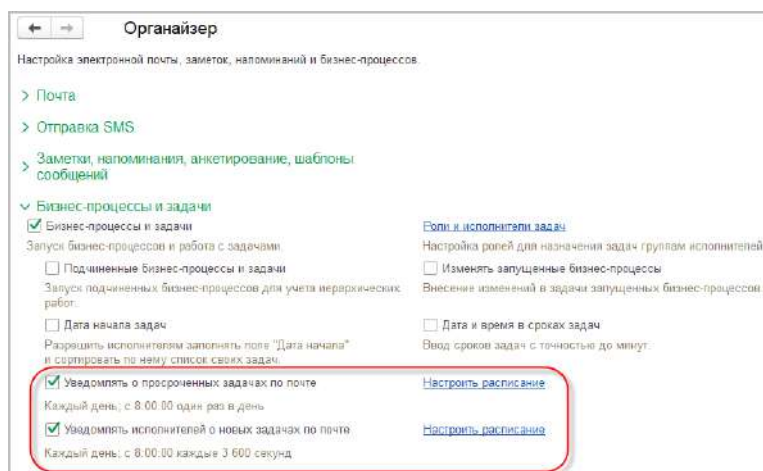 Органайзер
Настройка электронной почты, заметок, напоминаний и бизнес-процессов.
Почта
Отправка SMS
Заметки, напоминания, анкетирование, шаблоны
сообщений
Бизнес-процессы и задачи
Бизнес-процессы и задачи
Роли и исполнители задач
Запуск бизнес-процессов и работа с задачами.
Настройка ролей для назначения задач группам исполнителей
Подчиненные бизнес-процессы и задачи
Изменять запущенные бизнес-процессы
Запуск подчиненных бизнес-процессов для учета иерархических
работ.
Внесение изменений в задачи запущенных бизнес-процессов.
Дата начала задач
Дата и время в сроках задач
Разрешить исполнителям заполнять поле "Дата начала"
и сортировать по нему список своих задач.
Ввод сроков задач с точностью до минут.
Уведомлять о просроченных задачах по почте
Настроить расписание
Каждый день; с 8:00:00 один раз в день
Уведомлять исполнителей о новых задачах по почте
Настроить расписание
Каждый день; с 8:00:00 каждые 3 600 секунд